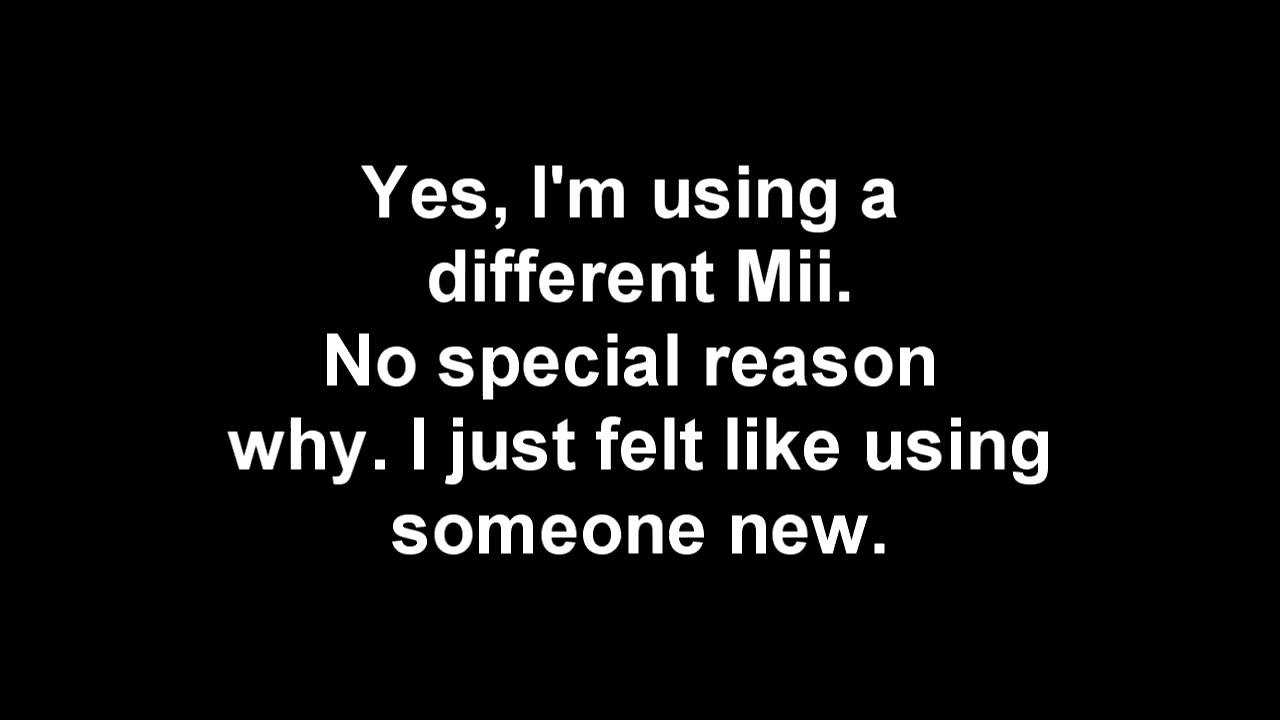 Yes, I'm using a
different Mii.
No special reason
why. I just felt like using
someone new.